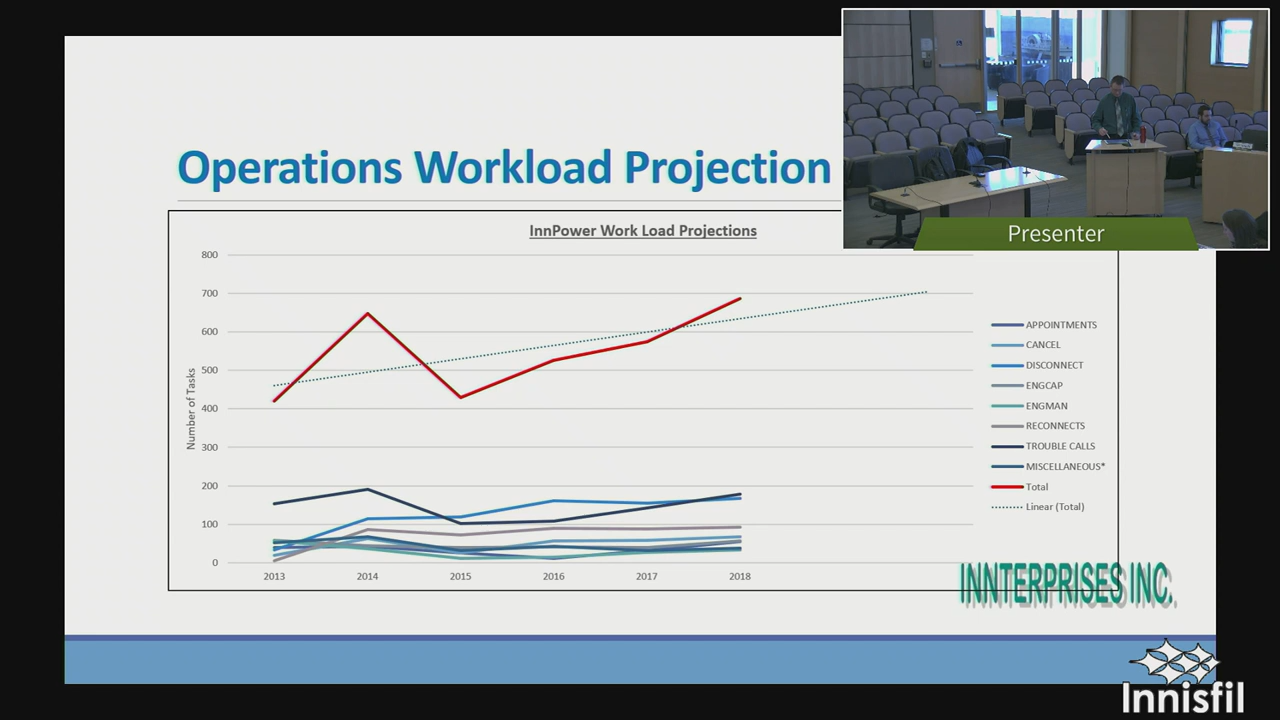 Operations Workload Projection
InnPower Work Load Projections
800
700
600
500
400
300
200
100
0
Number of Tasks
2013
2014
2015
2016
2017
2018
APPOINTMENTS
CANCEL
DISCONNECT
ENGCAP
ENGMAN
RECONNECTS
TROUBLE CALLS
MISCELLANEOUS*
Total
Linear (Total)
INNTERPRISES INC.
Presenter
Innisfil